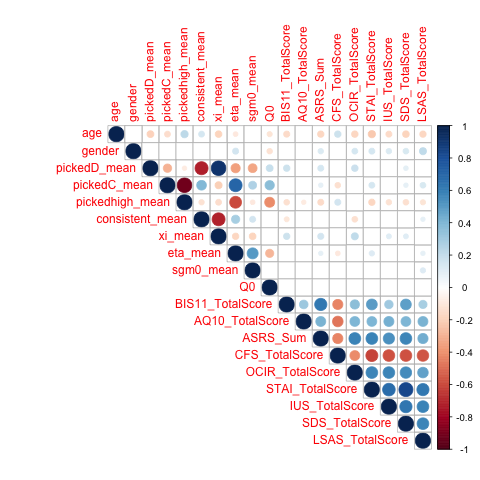 age
gender
pickedD_mean
pickedC_mean
pickedhigh_mean
consistent_mean
xi_mean
eta_mean
sgm0_mean
Q0
BIS11_TotalScore
AQ10_TotalScore
ASRS_Sum
CFS_TotalScore
OCIR_TotalScore
STAI_TotalScore
IUS_TotalScore
SDS_TotalScore
LSAS_TotalScore
age
gender
pickedD_mean
pickedC_mean
pickedhigh_mean
consistent_mean
xi_mean
eta_mean
sgm0_mean
Q0
BIS11_TotalScore
AQ10_TotalScore
ASRS_Sum
CFS_TotalScore
OCIR_TotalScore
STAI_TotalScore
IUS_TotalScore
SDS_TotalScore
LSAS_TotalScore
1
0.8
0.6
0.4
0.2
0
-0.2
-0.4
-0.6
-0.8
-1